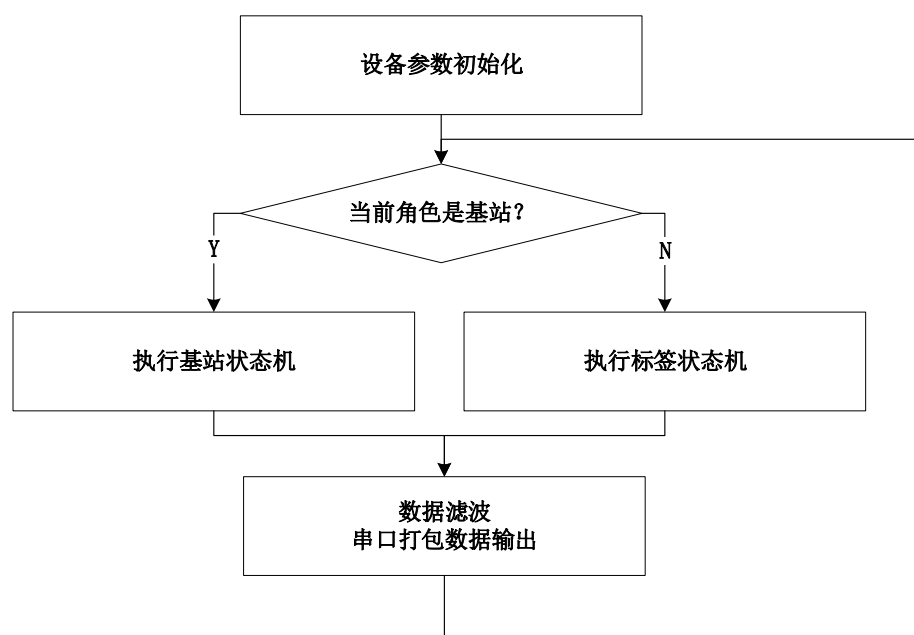 设备参数初始化
当前角色是基站？
Y
N
执行基站状态机
执行标签状态机
数据滤波
串口打包数据输出